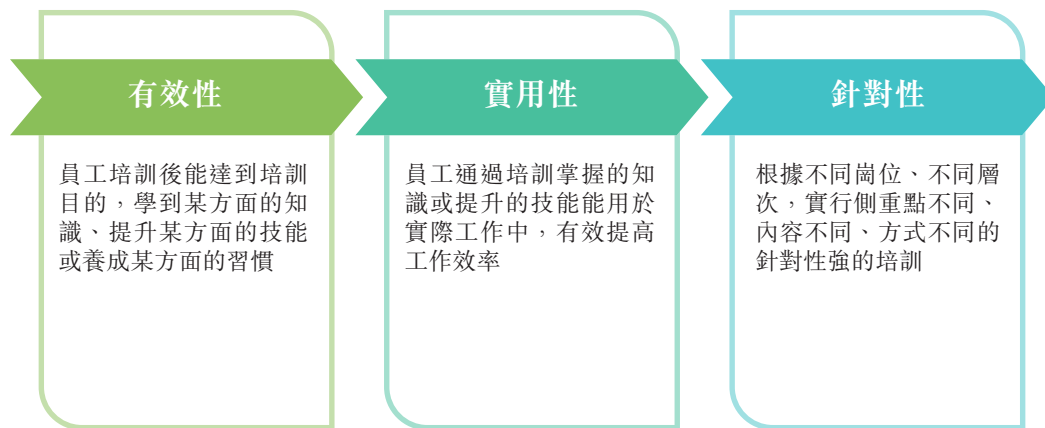 有效性
員工培訓後能達到培訓
目的，學到某方面的知
識、提升某方面的技能
或養成某方面的習慣
實用性
員工通過培訓掌握的知
識或提升的技能能用於
實際工作中，有效提高
工作效率
針對性
根據不同崗位、不同層
次，實行側重點不同、
內容不同、方式不同的
針對性強的培訓